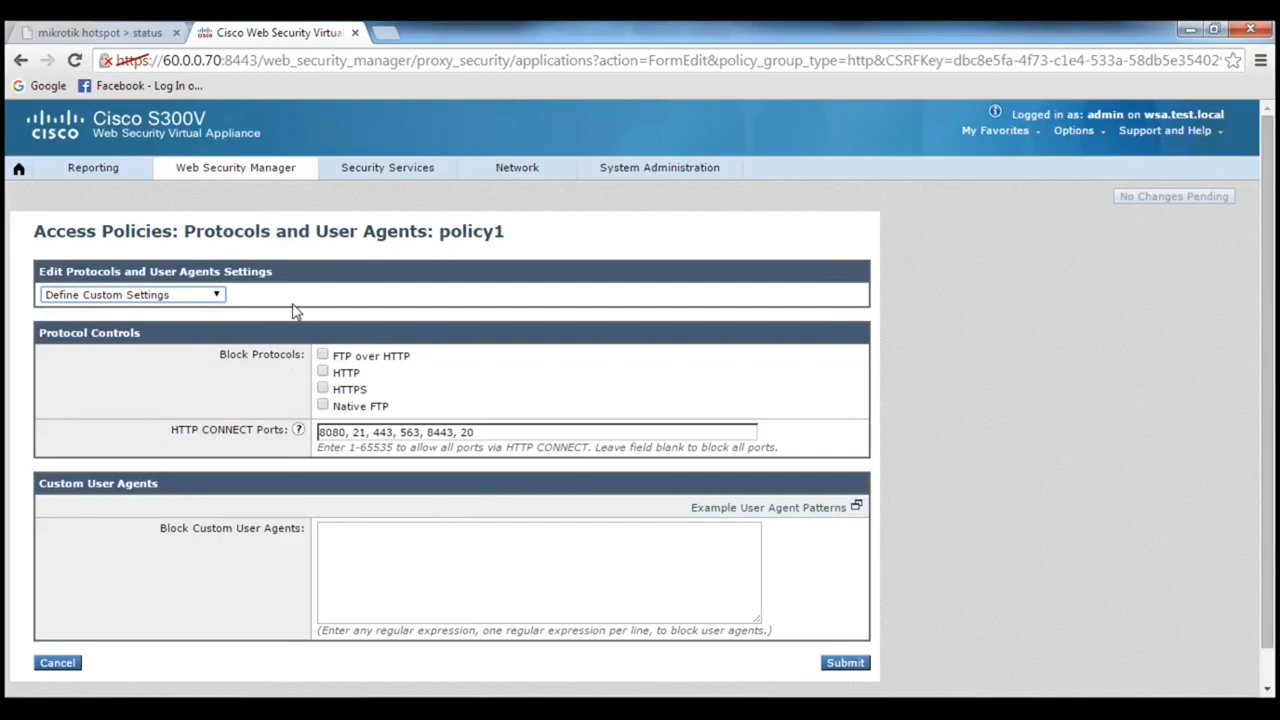 mikrotik hotspot > status
Cisco Web Security Virtua
https://60.0.0.70:8443/web_security_manager/proxy_security/applications?action=FormEdit&policy_group_type=http&CSRFKey=dbc8e5fa-4f73-c1e4-533a-58db5e35402
Google
Facebook - Log In o...
cisco
Cisco S300V
Web Security Virtual Appliance
Logged in as: admin on wsa.test.local
My Favorites
Options
Support and Help
Reporting
Web Security Manager
Security Services
Network
System Administration
No Changes Pending
Access Policies: Protocols and User Agents: policy1
Edit Protocols and User Agents Settings
Define Custom Settings
Protocol Controls
Block Protocols:
FTP over HTTP
HTTP
HTTPS
Native FTP
HTTP CONNECT Ports: ?
8080, 21, 443, 563, 8443, 20
Enter 1-65535 to allow all ports via HTTP CONNECT. Leave field blank to block all ports.
Custom User Agents
Example User Agent Patterns
Block Custom User Agents:
(Enter any regular expression, one regular expression per line, to block user agents.)
Cancel
Submit